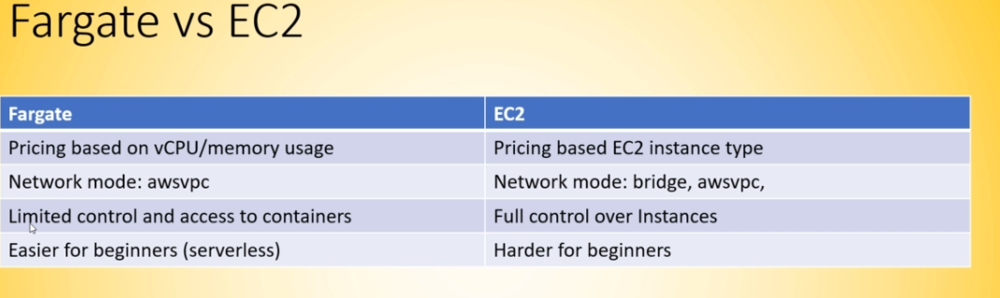 Fargate vs EC2
Fargate EC2
Pricing based on vCPU/memory usage Pricing based EC2 instance type
Network mode: awsvpc Network mode: bridge, awsvpc,
Limited control and access to containers Full control over Instances
Easier for beginners (serverless) Harder for beginners